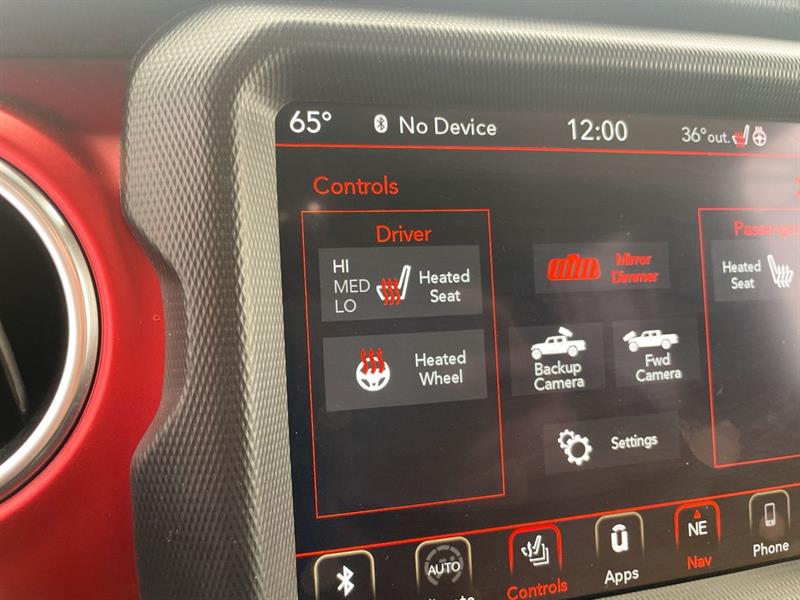 65° No Device 12:00 36°out.
Controls
Driver
HI
MED
LO
Heated
Seat
Heated
Wheel
Mirror
Dimmer
Backup
Camera
Fwd
Camera
Settings
Heated
Seat
AUTO
Controls
Apps
NE
Nav
Phone